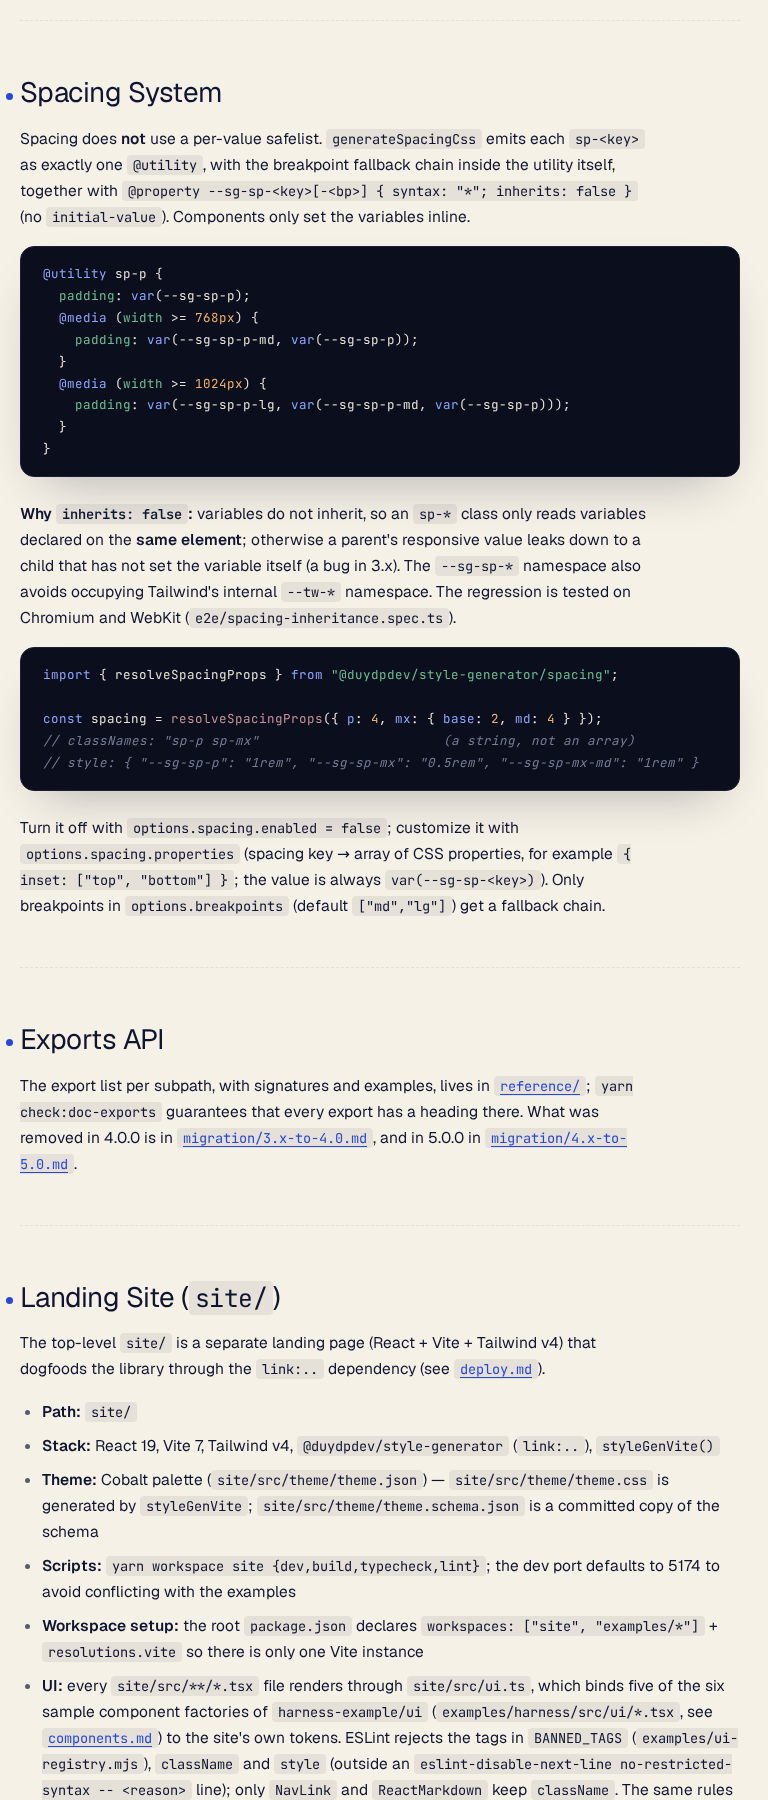 Spacing System
Spacing does not use a per-value safelist. generateSpacingCss emits each sp-<key>
as exactly one @utility , with the breakpoint fallback chain inside the utility itself,
together with @property --sg-sp-<key>[-<bp>] { syntax: "*"; inherits: false }
(no initial-value ). Components only set the variables inline.
@utility sp-p {
  padding: var(--sg-sp-p);
  @media (width >= 768px) {
    padding: var(--sg-sp-p-md, var(--sg-sp-p));
  }
  @media (width >= 1024px) {
    padding: var(--sg-sp-p-lg, var(--sg-sp-p-md, var(--sg-sp-p)));
  }
}
Why inherits: false : variables do not inherit, so an sp-* class only reads variables
declared on the same element; otherwise a parent's responsive value leaks down to a
child that has not set the variable itself (a bug in 3.x). The --sg-sp-* namespace also
avoids occupying Tailwind's internal --tw-* namespace. The regression is tested on
Chromium and WebKit ( e2e/spacing-inheritance.spec.ts ).
import { resolveSpacingProps } from "@duydpdev/style-generator/spacing";
const spacing = resolveSpacingProps({ p: 4, mx: { base: 2, md: 4 } });
// classNames: "sp-p sp-mx"                       (a string, not an array)
// style: { "--sg-sp-p": "1rem", "--sg-sp-mx": "0.5rem", "--sg-sp-mx-md": "1rem" }
Turn it off with options.spacing.enabled = false ; customize it with
options.spacing.properties (spacing key → array of CSS properties, for example {
inset: ["top", "bottom"] } ; the value is always var(--sg-sp-<key>) ). Only
breakpoints in options.breakpoints (default ["md","lg"] ) get a fallback chain.
Exports API
The export list per subpath, with signatures and examples, lives in reference/ ; yarn
check:doc-exports guarantees that every export has a heading there. What was
removed in 4.0.0 is in migration/3.x-to-4.0.md , and in 5.0.0 in migration/4.x-to-
5.0.md .
Landing Site ( site/ )
The top-level site/ is a separate landing page (React + Vite + Tailwind v4) that
dogfoods the library through the link:.. dependency (see deploy.md ).
Path: site/
Stack: React 19, Vite 7, Tailwind v4, @duydpdev/style-generator ( link:.. ), styleGenVite()
Theme: Cobalt palette ( site/src/theme/theme.json ) — site/src/theme/theme.css is
generated by styleGenVite ; site/src/theme/theme.schema.json is a committed copy of the
schema
Scripts: yarn workspace site {dev,build,typecheck,lint} ; the dev port defaults to 5174 to
avoid conflicting with the examples
Workspace setup: the root package.json declares workspaces: ["site", "examples/*"] +
resolutions.vite so there is only one Vite instance
UI: every site/src/**/*.tsx file renders through site/src/ui.ts , which binds five of the six
sample component factories of harness-example/ui ( examples/harness/src/ui/*.tsx , see
components.md ) to the site's own tokens. ESLint rejects the tags in BANNED_TAGS ( examples/ui-
registry.mjs ), className and style (outside an eslint-disable-next-line no-restricted-
syntax -- <reason> line); only NavLink and ReactMarkdown keep className . The same rules